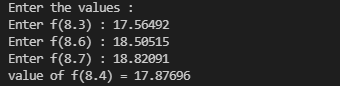 Enter the values :
Enter f(8.3) : 17.56492
Enter f(8.6) : 18.50515
Enter f(8.7) : 18.82091
value of f(8.4) = 17.87696